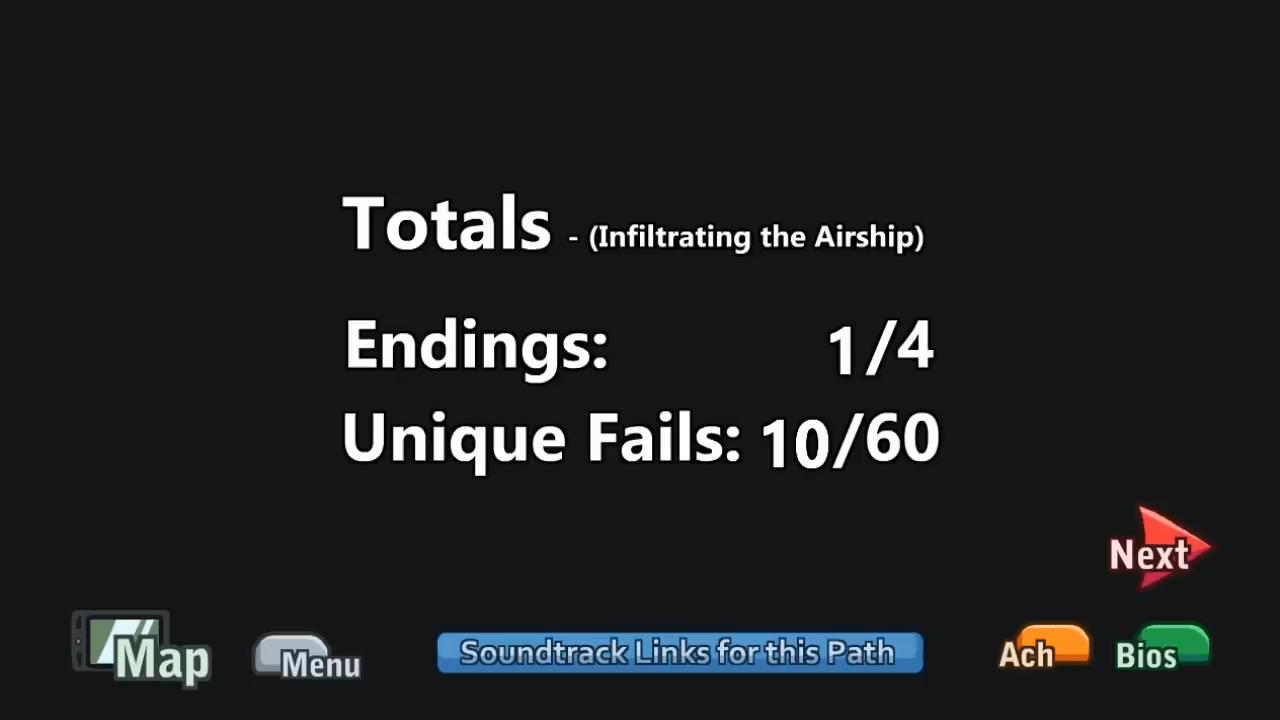 Totals - (Infiltrating the Airship)
Endings: 1/4
Unique Fails: 10/60
Next
Map
Menu
Soundtrack Links for this Path
Ach
Bios